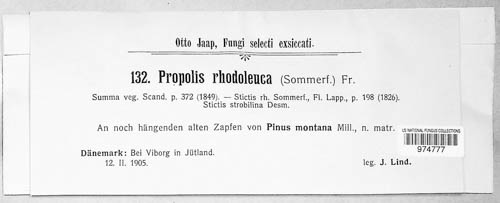 Otto Jaap, Fungi selecti exsiccati.
132. Propolis rhodoleuca (Sommerf.) Fr.
Summa veg. Scand. p. 372 (1849). — Stictis rh. Sommerf., Fl. Lapp., p. 198 (1826).
Stictis strobilina Desm.
An noch hängenden alten Zapfen von Pinus montana Mill., n. matr.
US NATIONAL FUNGUS COLLECTIONS
974777
Dänemark: Bei Viborg in Jütland.
12. II. 1905.
leg. J. Lind.